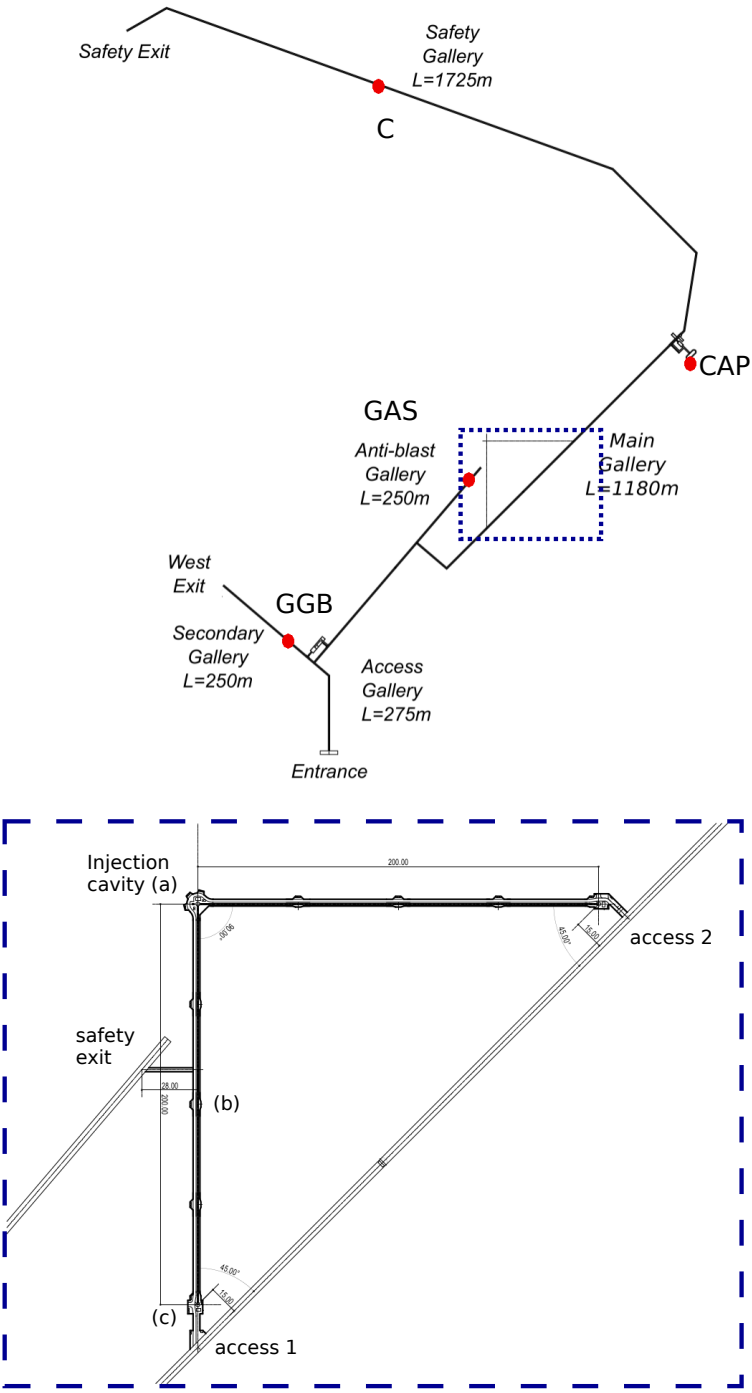 Safety Exit
Safety
Gallery
L=1725m
C
CAP
GAS
Anti-blast
Gallery
L=250m
Main
Gallery
L=1180m
West
Exit
GGB
Secondary
Gallery
L=250m
Access
Gallery
L=275m
Entrance
Injection
cavity (a)
200.00
90.00°
45.00°
15.00
access 2
safety
exit
28.00
200.00
(b)
45.00°
15.00
(c)
access 1